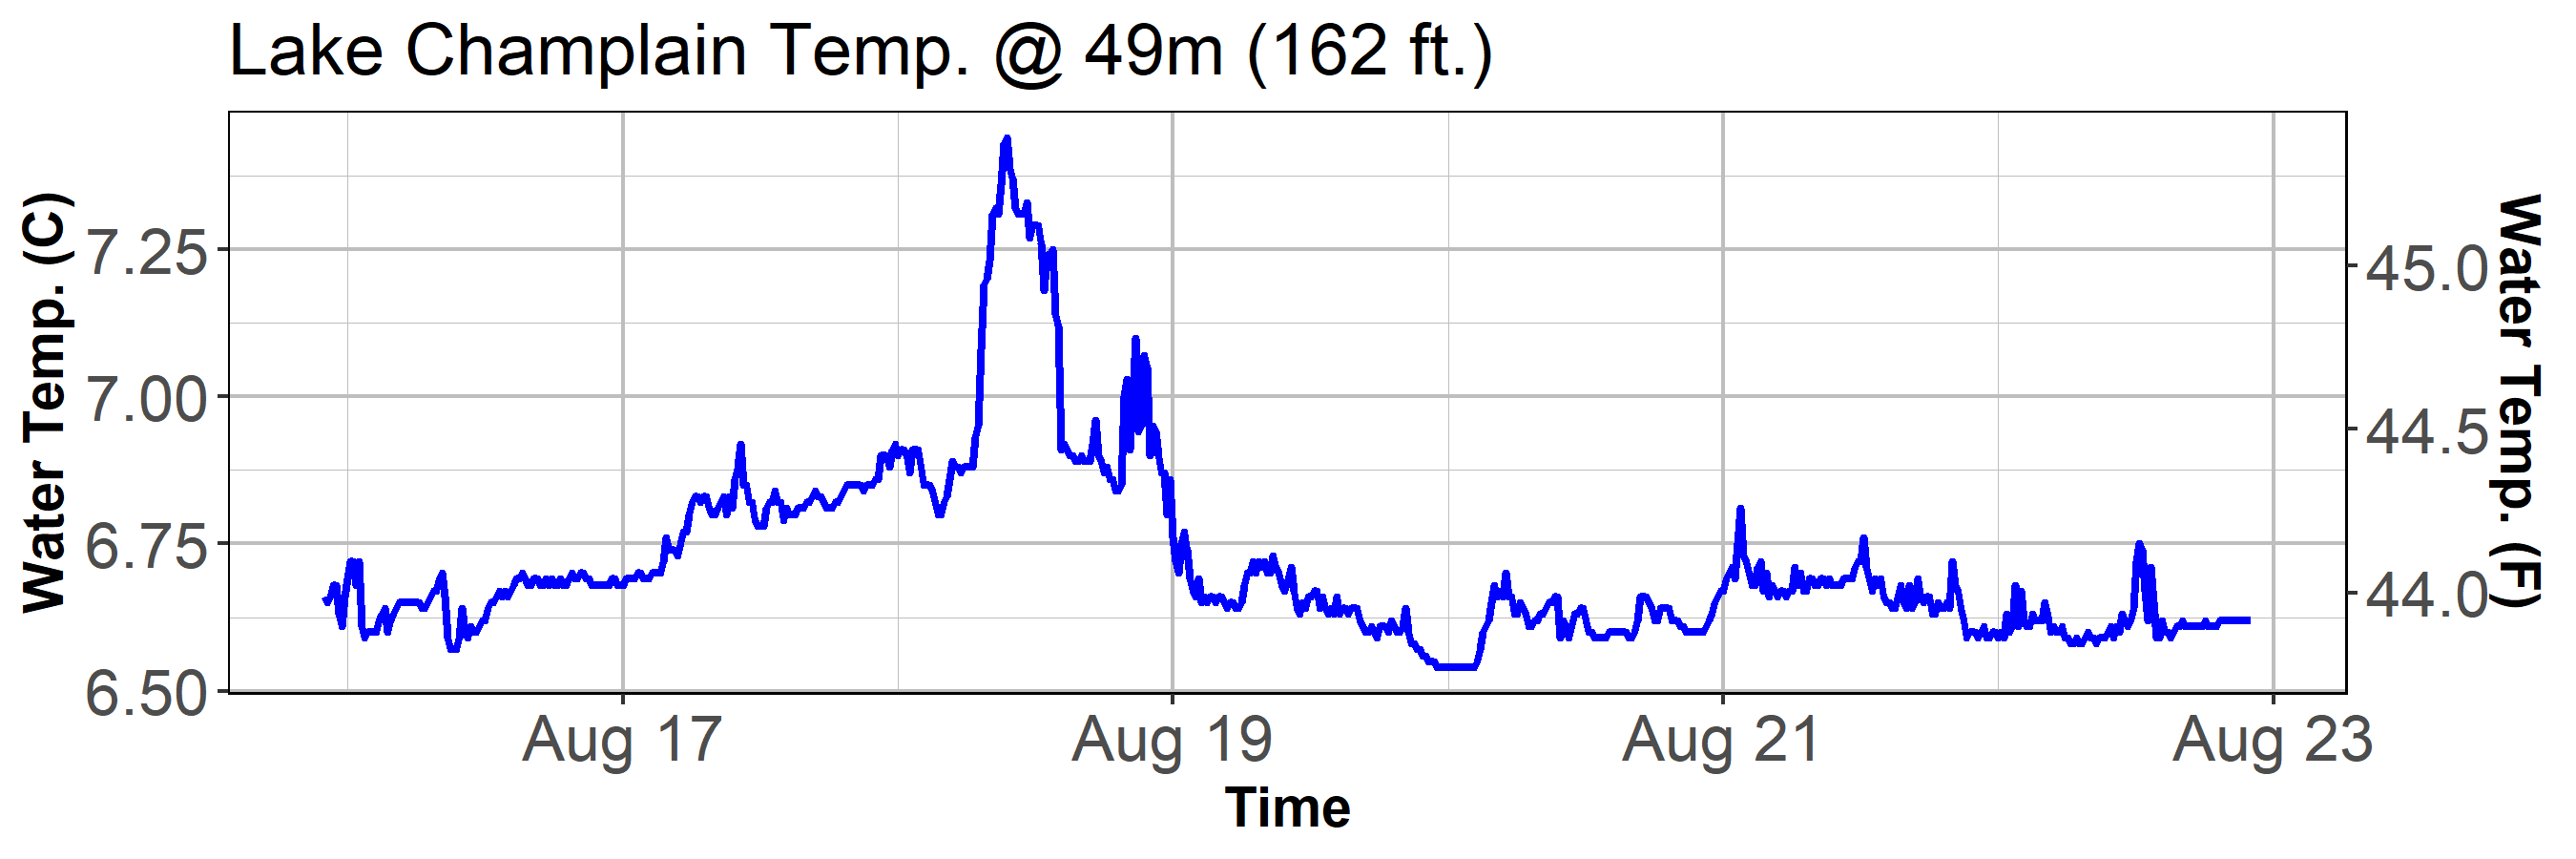 Lake Champlain Temp. @ 49m (162 ft.)
Water Temp. (C)
7.25
7.00
6.75
6.50
45.0
44.5
44.0
Water Temp. (F)
Aug 17
Aug 19
Aug 21
Aug 23
Time